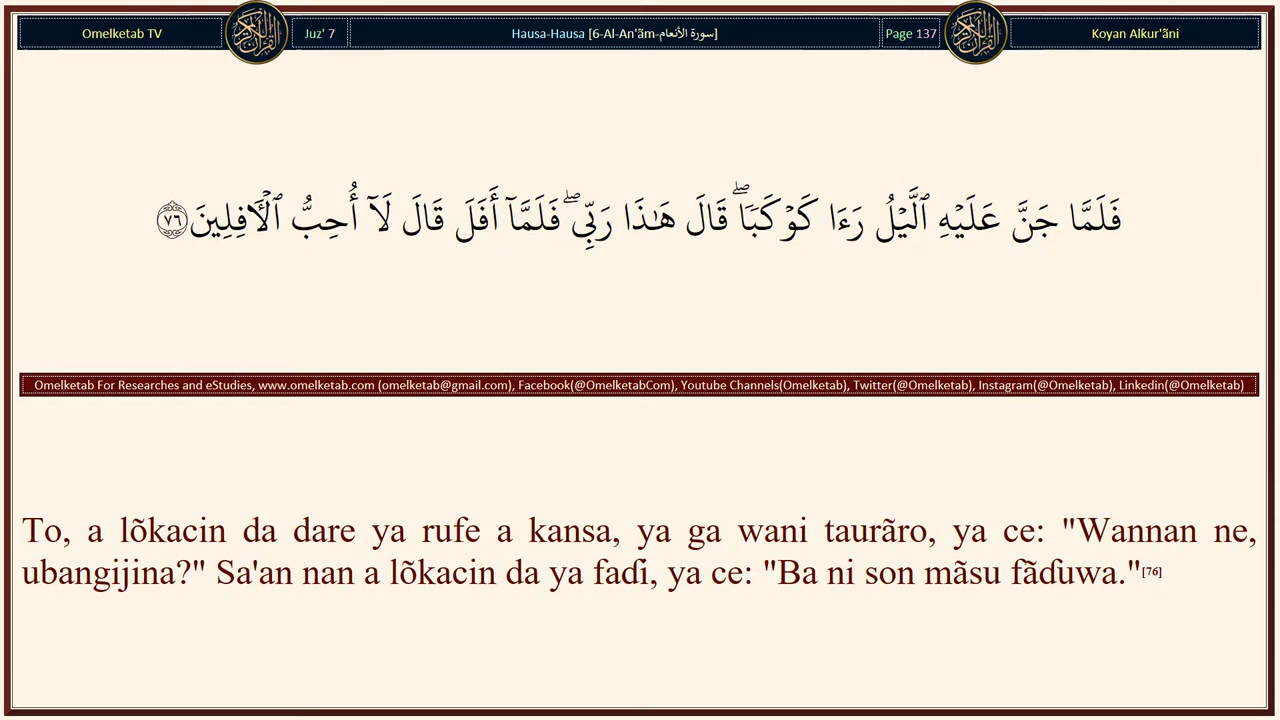 Omelketab TV
Juz' 7
Hausa-Hausa [6-Al-An'ãm-سورة الأنعام]
Page 137
Koyan Alƙur'ãni
فَلَمَّا جَنَّ عَلَيْهِ ٱلَّيْلُ رَءَا كَوْكَبًا ۖ قَالَ هَـٰذَا رَبِّى ۖ فَلَمَّآ أَفَلَ قَالَ لَآ أُحِبُّ ٱلْـَٔافِلِينَ ٧٦
Omelketab For Researches and eStudies, www.omelketab.com (omelketab@gmail.com), Facebook(@OmelketabCom), Youtube Channels(Omelketab), Twitter(@Omelketab), Instagram(@Omelketab), Linkedin(@Omelketab)
To, a lõkacin da dare ya rufe a kansa, ya ga wani taurãro, ya ce: "Wannan ne,
ubangijina?" Sa'an nan a lõkacin da ya faɗi, ya ce: "Ba ni son mãsu fãɗuwa."[76]